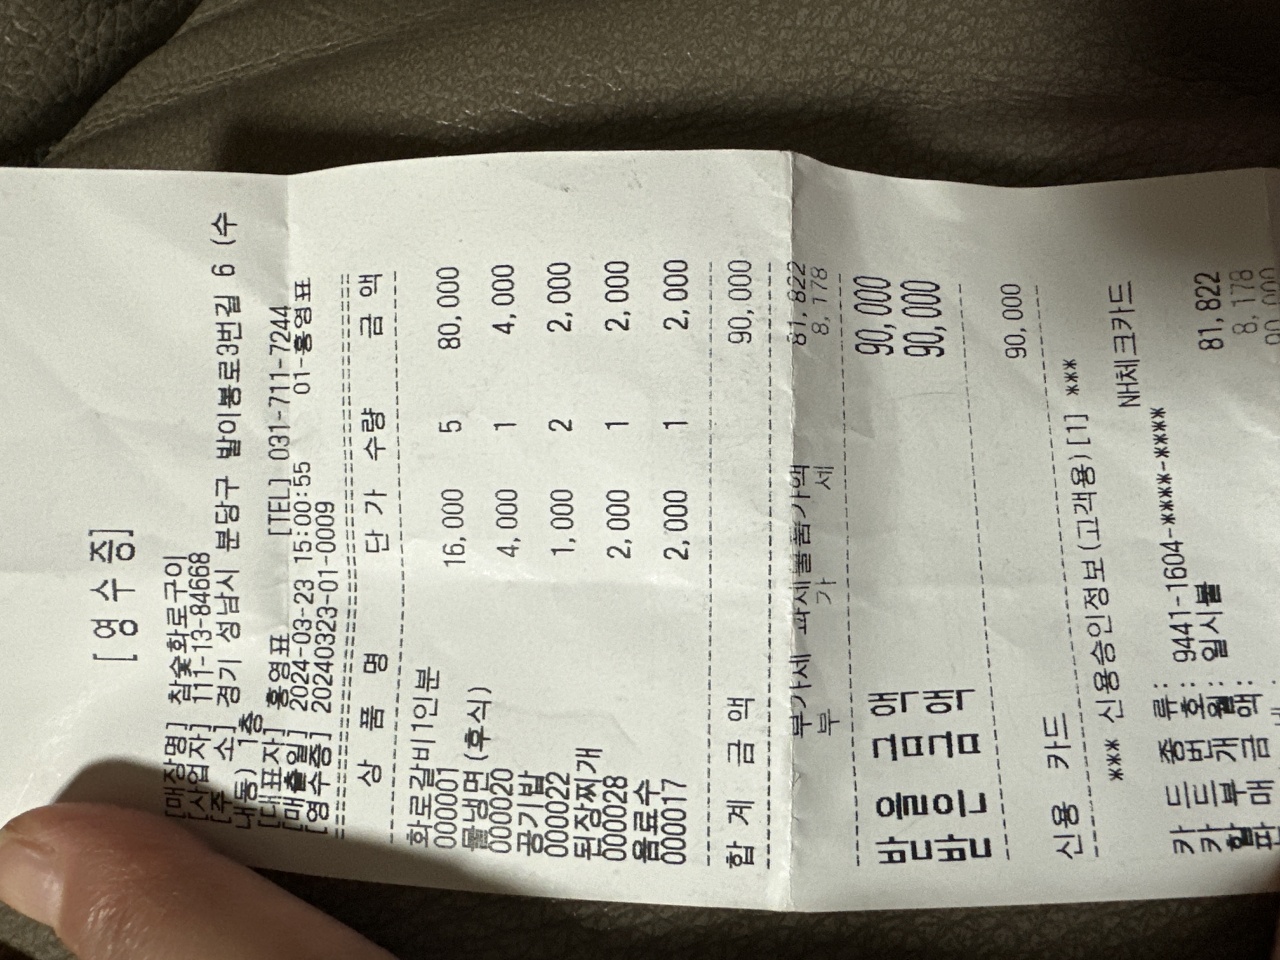 [영 수 증]
[매장명] 참숯화로구이
[사업자] 111-13-84668
[주 소] 경기 성남시 분당구 발이봉로3번길 6 (수
내동) 1층
[대표자] 홍영표 [TEL] 031-711-7244
[매출일] 2024-03-23 15:00:55 01-홍영표
[영수증] 20240323-01-0009
상 품 명 단 가 수량 금 액
화로갈비1인분
000001 16,000 5 80,000
물냉면 (후식)
000020 4,000 1 4,000
공기밥
000022 1,000 2 2,000
된장찌개
000028 2,000 1 2,000
음료수
000017 2,000 1 2,000
합 계 금 액 90,000
부가세 과세물품가액 81,822
부 가 세 8,178
받을금액 90,000
받은금액 90,000
신용 카드 90,000
*** 신용승인정보(고객용)[1] ***
카 드 종 류: NH체크카드
카 드 번 호: 9441-1604-****-****
할 부 개 월: 일시불
판 매 금 액: 81,822
8,178
90,000